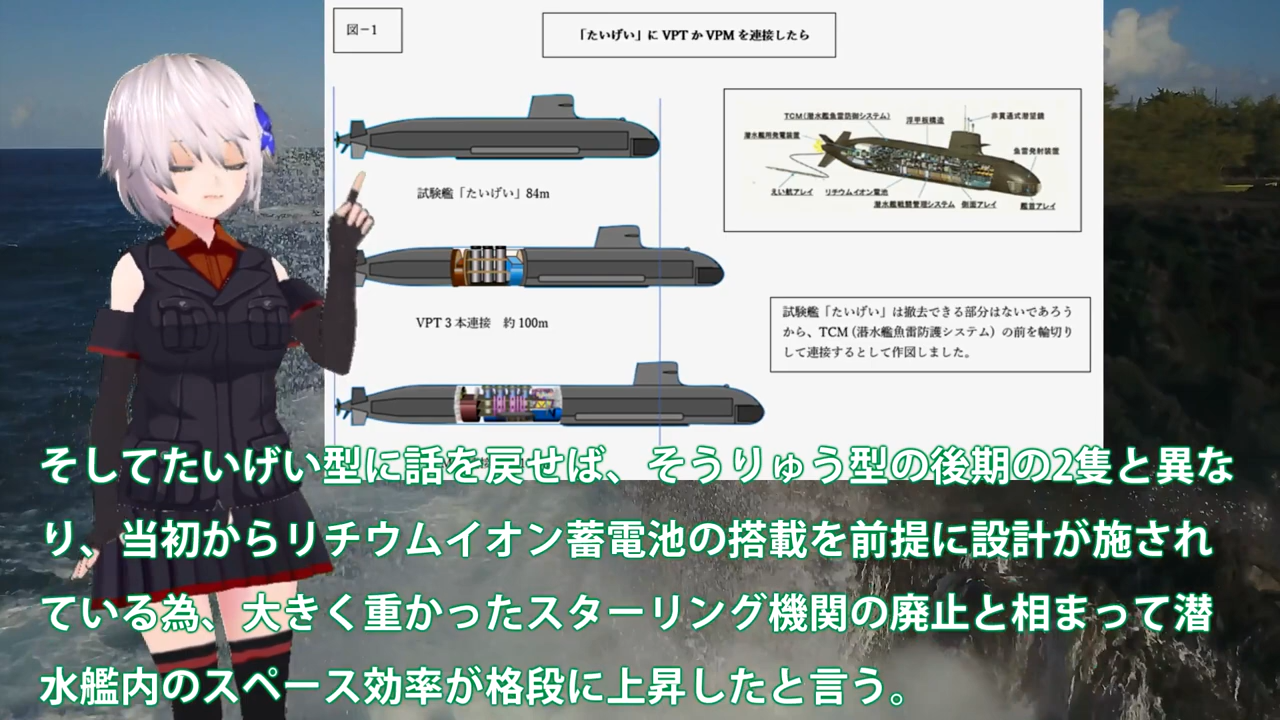 図－1
「たいげい」に VPT か VPM を連接したら
TCM（潜水艦魚雷防御システム）
浮甲板構造
非貫通式潜望鏡
潜水艦用発電装置
魚雷発射装置
えい航アレイ
リチウムイオン電池
潜水艦戦闘管理システム
側面アレイ
艦首アレイ
試験艦「たいげい」84m
VPT 3 本連接　約 100m
試験艦「たいげい」は撤去できる部分はないであろう
から、TCM（潜水艦魚雷防護システム）の前を輪切り
して連接するとして作図しました。
そしてたいげい型に話を戻せば、そうりゅう型の後期の2隻と異な
り、当初からリチウムイオン蓄電池の搭載を前提に設計が施され
ている為、大きく重かったスターリング機関の廃止と相まって潜
水艦内のスペース効率が格段に上昇したと言う。